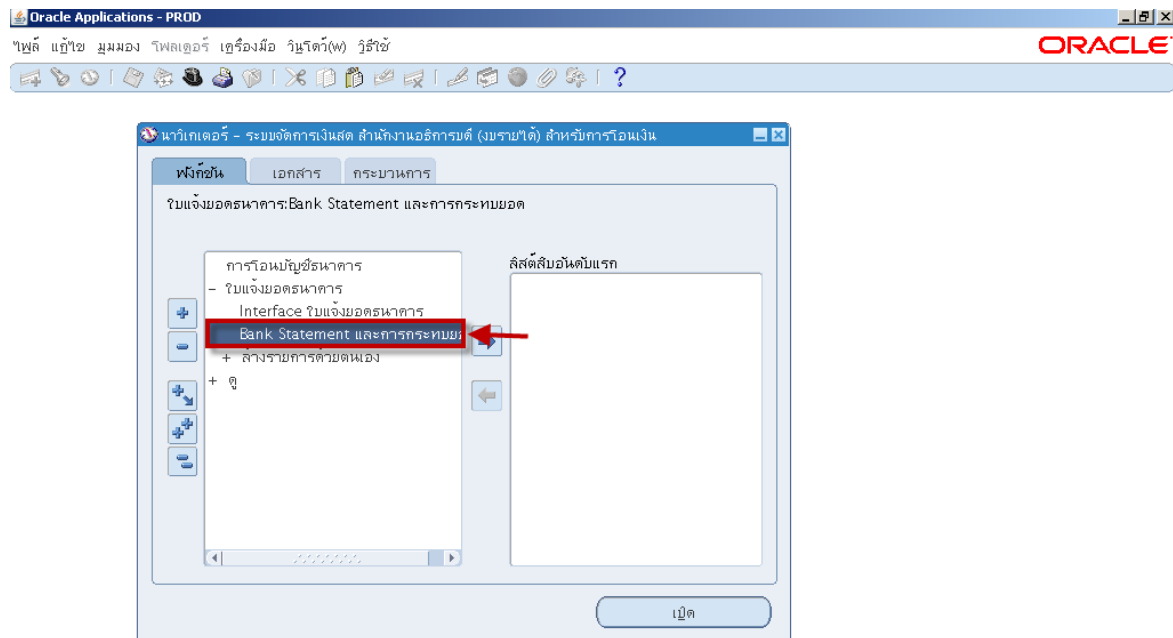 Oracle Applications - PROD
ไฟล์ แก้ไข มุมมอง โฟลเดอร์ เครื่องมือ วินโดว์(W) วิธีใช้
ORACLE
นาวิเกเตอร์ - ระบบจัดการเงินสด สำนักงานอธิการบดี (งบรายได้) สำหรับการโอนเงิน
ฟังก์ชัน เอกสาร กระบวนการ
ใบแจ้งยอดธนาคาร:Bank Statement และการกระทบยอด
การโอนบัญชีธนาคาร
ลิสต์สิบอันดับแรก
- ใบแจ้งยอดธนาคาร
Interface ใบแจ้งยอดธนาคาร
Bank Statement และการกระทบย
+ ล้างรายการด้วยตนเอง
+ ดู
เปิด